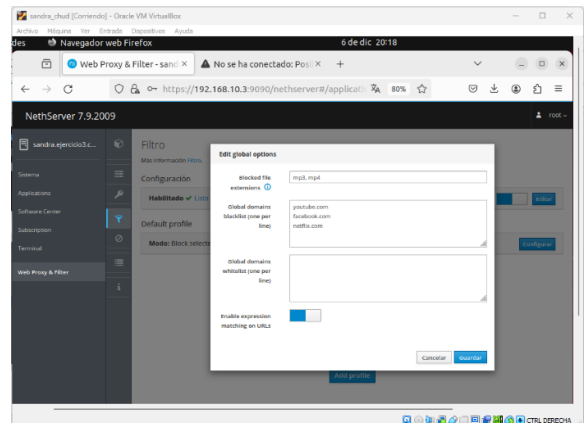 sandra_chud [Corriendo] - Oracle VM VirtualBox
Archivo Máquina Ver Entrada Dispositivos Ayuda
des Navegador web Firefox 6 de dic 20:18
Web Proxy & Filter - sand × No se ha conectado: Posi × +
https://192.168.10.3:9090/nethserver#/applicati 80%
NethServer 7.9.2009 root
sandra.ejercicio3.c...
Sistema
Applications
Software Center
Subscription
Terminal
Web Proxy & Filter
Filtro
Más información Filtro.
Configuración
Habilitado Lista
Editar
Default profile
Mode: Block selecte
Configurar
Edit global options
Blocked file extensions
mp3, mp4
Global domains blacklist (one per line)
youtube.com
facebook.com
netflix.com
Global domains whitelist (one per line)
Enable expression matching on URLs
Cancelar Guardar
Add profile
CTRL DERECHA